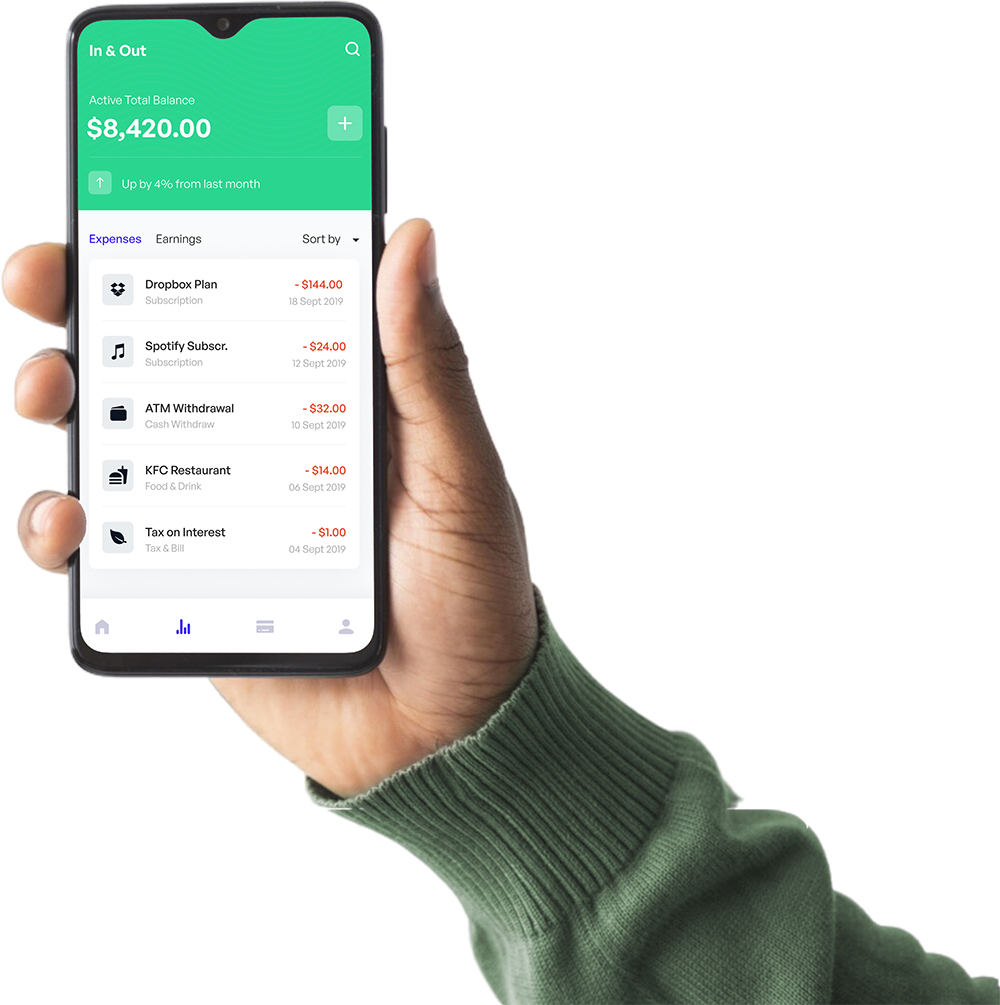 In & Out
Active Total Balance
$8,420.00
Up by 4% from last month
Expenses Earnings Sort by
Dropbox Plan - $144.00
Subscription 18 Sept 2019
Spotify Subscr. - $24.00
Subscription 12 Sept 2019
ATM Withdrawal - $32.00
Cash Withdraw 10 Sept 2019
KFC Restaurant - $14.00
Food & Drink 06 Sept 2019
Tax on Interest - $1.00
Tax & Bill 04 Sept 2019